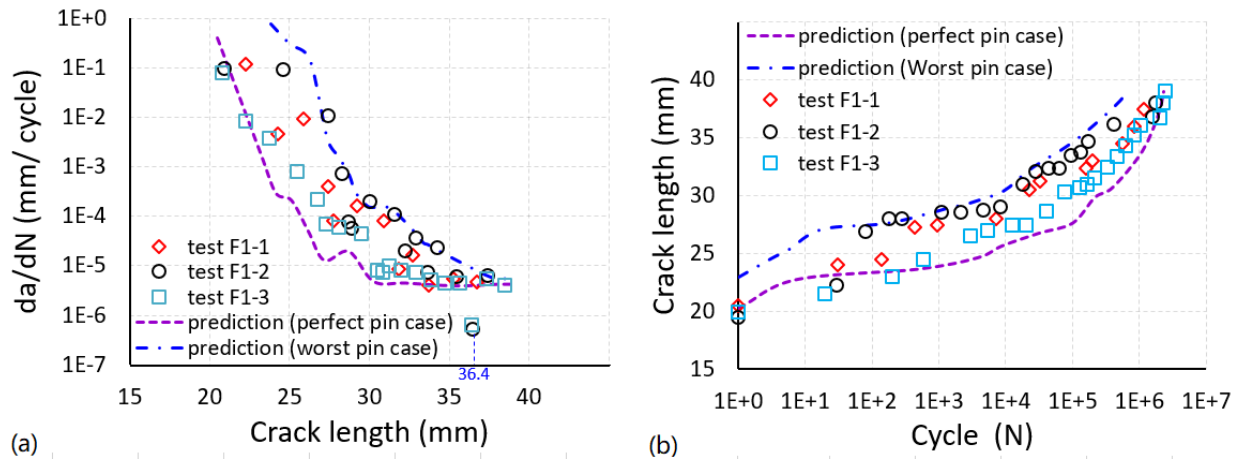 da/dN (mm/ cycle)
1E+0
1E-1
1E-2
1E-3
1E-4
1E-5
1E-6
1E-7
test F1-1
test F1-2
test F1-3
prediction (perfect pin case)
prediction (worst pin case)
36.4
15 20 25 30 35 40
Crack length (mm)
(a)
Crack length (mm)
40
35
30
25
20
15
prediction (perfect pin case)
prediction (Worst pin case)
test F1-1
test F1-2
test F1-3
1E+0 1E+1 1E+2 1E+3 1E+4 1E+5 1E+6 1E+7
Cycle (N)
(b)